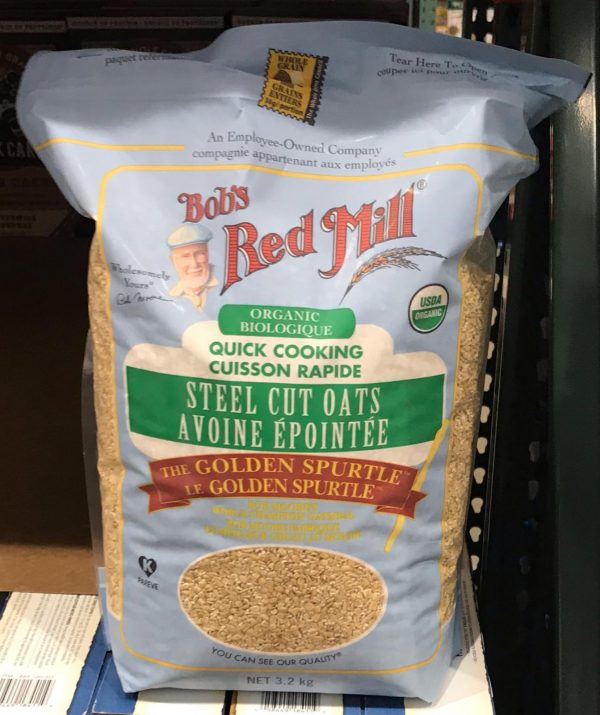 Tear Here To Open
WHOLE
GRAIN
GRAINS
ENTIERS
An Employee-Owned Company
compagnie appartenant aux employés
Bob's
Red Mill®
Wholesomely
Yours
USDA
ORGANIC
ORGANIC
BIOLOGIQUE
QUICK COOKING
CUISSON RAPIDE
STEEL CUT OATS
AVOINE ÉPOINTÉE
THE GOLDEN SPURTLE™
LE GOLDEN SPURTLE™
K
PAREVE
YOU CAN SEE OUR QUALITY®
NET 3.2 kg